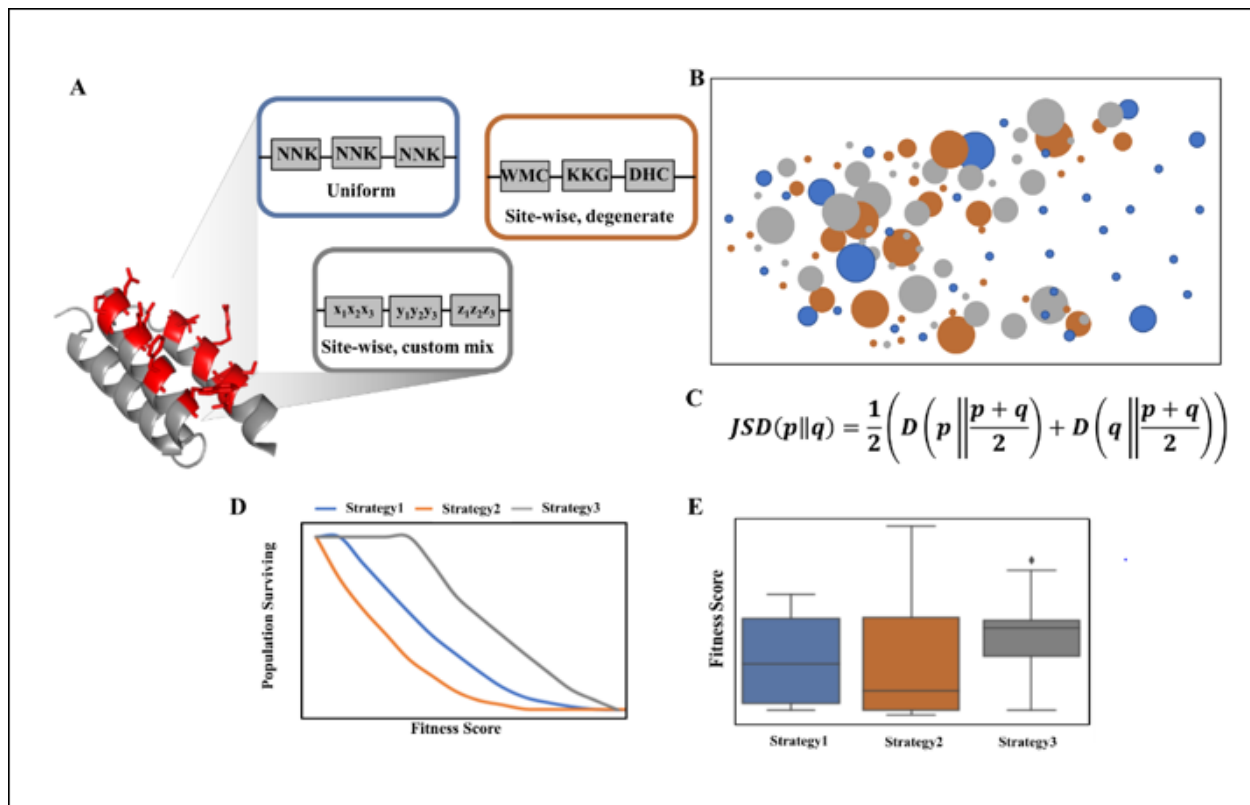 A
NNK NNK NNK
Uniform
WMC KKG DHC
Site-wise, degenerate
x₁x₂x₃ y₁y₂y₃ z₁z₂z₃
Site-wise, custom mix
B
C
JSD(p||q) = 1/2 ( D ( p || p + q / 2 ) + D ( q || p + q / 2 ) )
D
Strategy1 Strategy2 Strategy3
Population Surviving
Fitness Score
E
Fitness Score
Strategy1 Strategy2 Strategy3